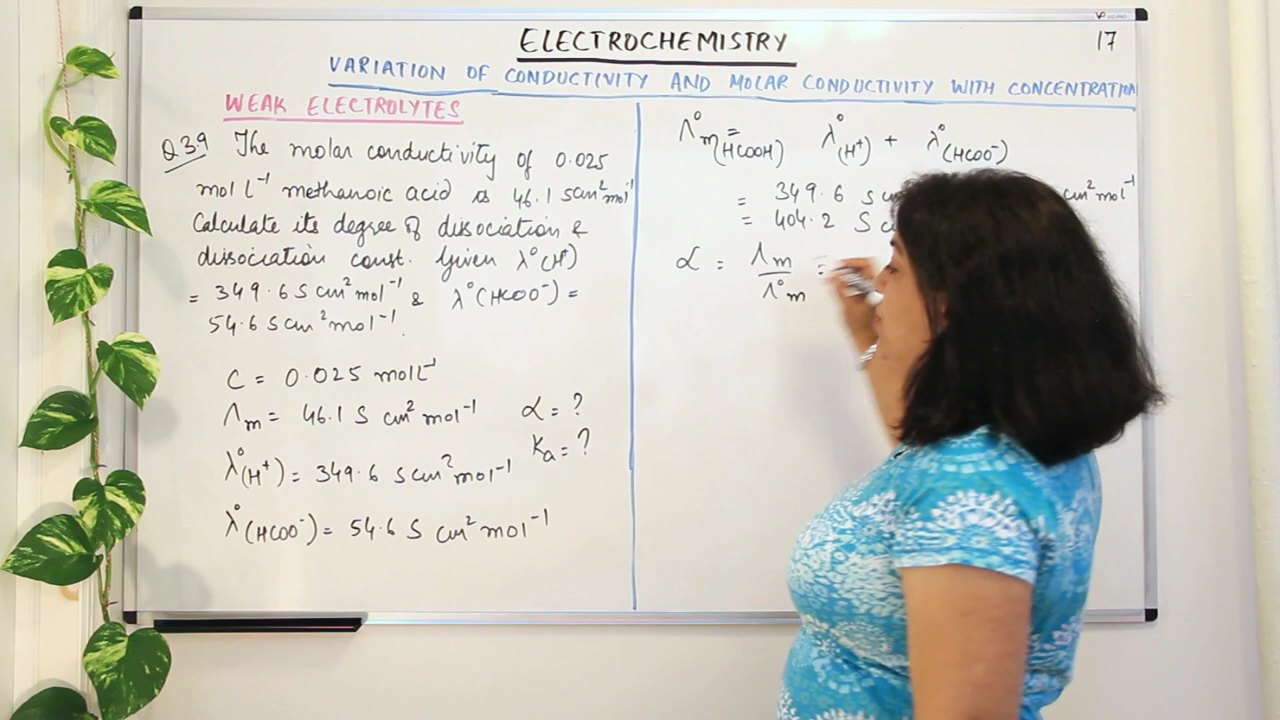 ELECTROCHEMISTRY
17
VARIATION OF CONDUCTIVITY AND MOLAR CONDUCTIVITY WITH CONCENTRATION
WEAK ELECTROLYTES
Q39 The molar conductivity of 0.025
mol L⁻¹ methanoic acid is 46.1 S cm² mol⁻¹
Calculate its degree of dissociation &
dissociation const. Given λ°(H⁺)
= 349.6 S cm² mol⁻¹ & λ°(HCOO⁻) =
54.6 S cm² mol⁻¹.
C = 0.025 mol L⁻¹
Λm = 46.1 S cm² mol⁻¹ α = ?
Ka = ?
λ°(H⁺) = 349.6 S cm² mol⁻¹
λ°(HCOO⁻) = 54.6 S cm² mol⁻¹
Λ°m(HCOOH) = λ°(H⁺) + λ°(HCOO⁻)
= 349.6 S cm² mol⁻¹
= 404.2 S
α = Λm / Λ°m =